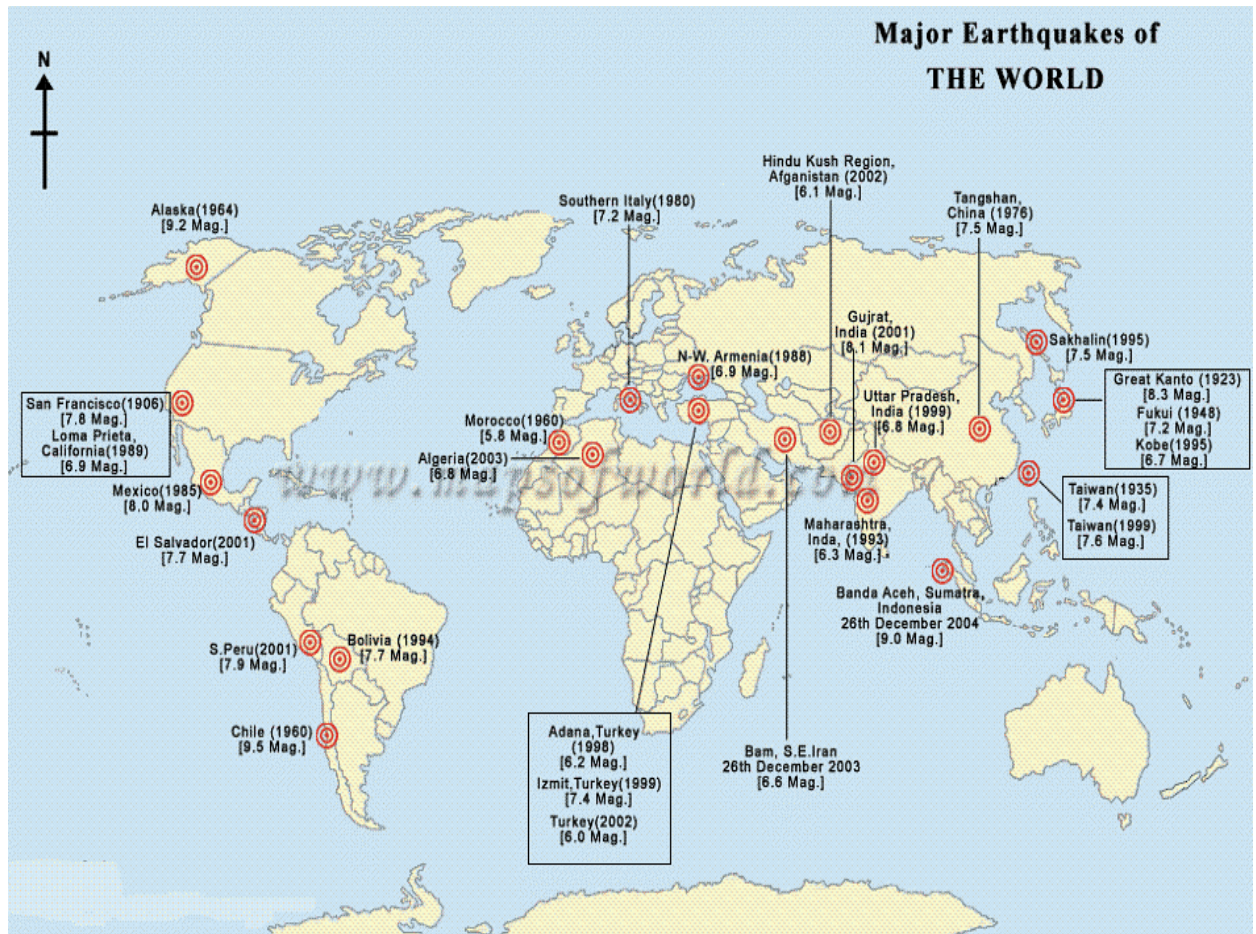 Major Earthquakes of
THE WORLD
N
Alaska(1964)
[9.2 Mag.]
Southern Italy(1980)
[7.2 Mag.]
Hindu Kush Region,
Afganistan (2002)
[6.1 Mag.]
Tangshan,
China (1976)
[7.5 Mag.]
Gujrat,
India (2001)
[8.1 Mag.]
Sakhalin(1995)
[7.5 Mag.]
N-W. Armenia(1988)
[6.9 Mag.]
Great Kanto (1923)
[8.3 Mag.]
Fukui (1948)
[7.2 Mag.]
Kobe(1995)
[6.7 Mag.]
San Francisco(1906)
[7.8 Mag.]
Loma Prieta,
California(1989)
[6.9 Mag.]
Uttar Pradesh,
India (1999)
[6.8 Mag.]
Morocco(1960)
[5.8 Mag.]
Algeria(2003)
[6.8 Mag.]
www.mapsofworld.com
Mexico(1985)
[8.0 Mag.]
Taiwan(1935)
[7.4 Mag.]
Taiwan(1999)
[7.6 Mag.]
El Salvador(2001)
[7.7 Mag.]
Maharashtra,
Inda, (1993)
[6.3 Mag.]
Banda Aceh, Sumatra,
Indonesia
26th December 2004
[9.0 Mag.]
S.Peru(2001)
[7.9 Mag.]
Bolivia (1994)
[7.7 Mag.]
Chile (1960)
[9.5 Mag.]
Adana,Turkey
(1998)
[6.2 Mag.]
Izmit,Turkey(1999)
[7.4 Mag.]
Turkey(2002)
[6.0 Mag.]
Bam, S.E.Iran
26th December 2003
[6.6 Mag.]